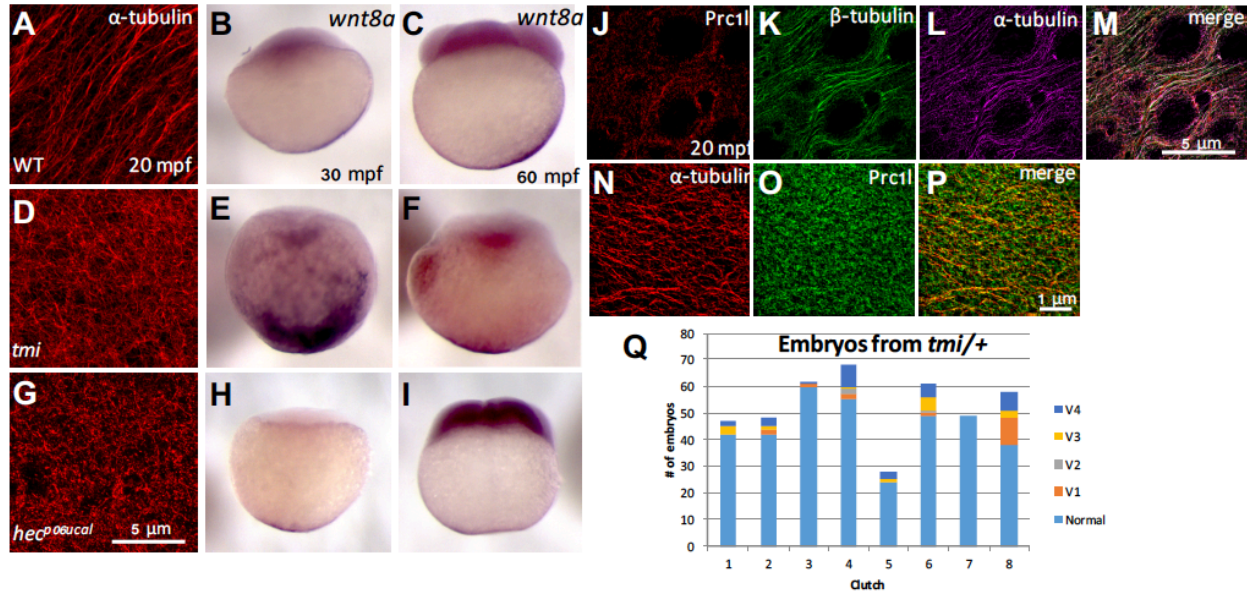 A α-tubulin
WT 20 mpf
B wnt8a
30 mpf
C wnt8a
60 mpf
D
tmi
E
F
G
hec^p06ucal
5 μm
H
I
J Prc1l
20 mpf
K β-tubulin
L α-tubulin
M merge
5 μm
N α-tubulin
O Prc1l
P merge
1 μm
Q Embryos from tmi/+
# of embryos
80
70
60
50
40
30
20
10
0
1 2 3 4 5 6 7 8
Clutch
V4
V3
V2
V1
Normal